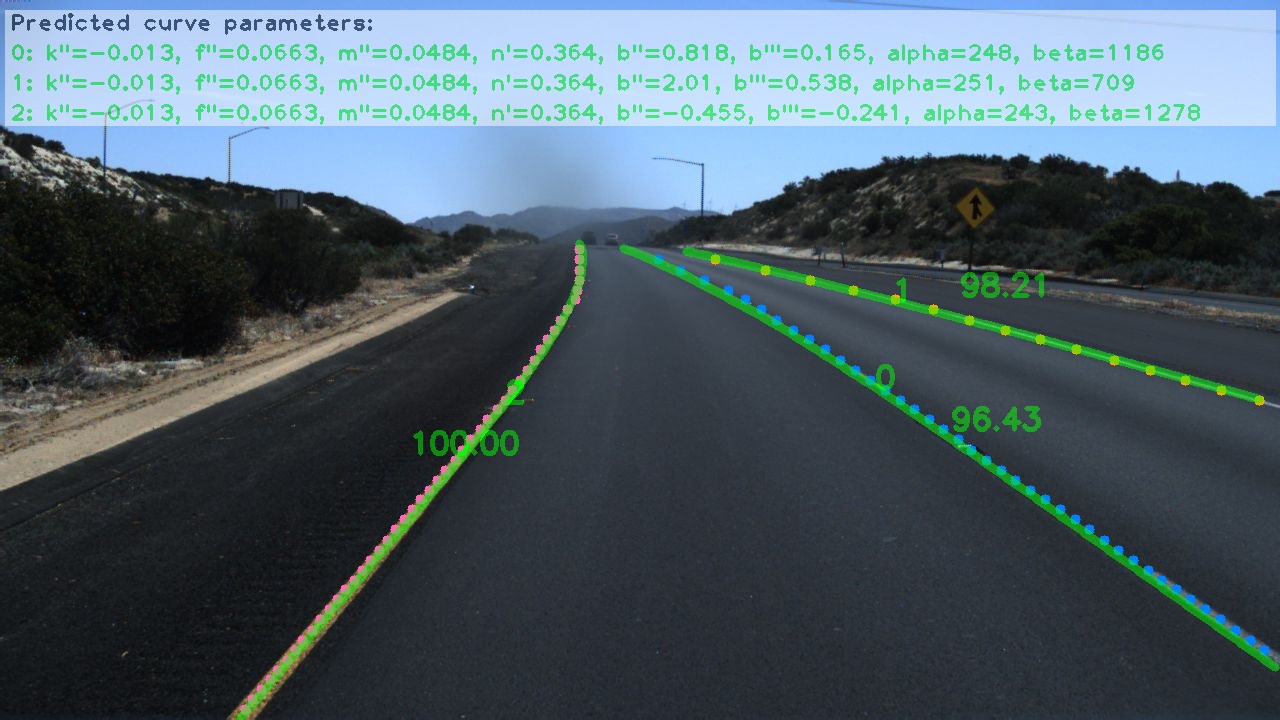 Predicted curve parameters:
0: k''=-0.013, f''=0.0663, m''=0.0484, n'=0.364, b''=0.818, b'''=0.165, alpha=248, beta=1186
1: k''=-0.013, f''=0.0663, m''=0.0484, n'=0.364, b''=2.01, b'''=0.538, alpha=251, beta=709
2: k''=-0.013, f''=0.0663, m''=0.0484, n'=0.364, b''=-0.455, b'''=-0.241, alpha=243, beta=1278
1 98.21
0
2
96.43
100.00